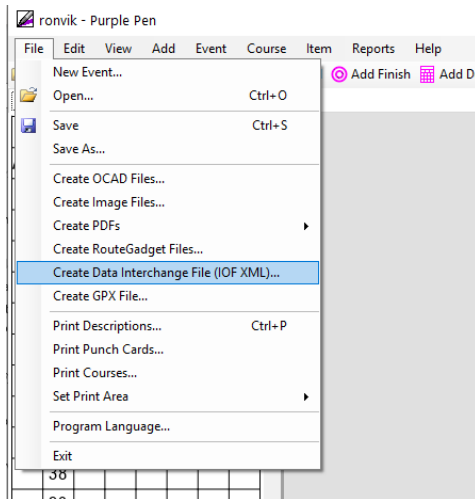 ronvik - Purple Pen
File Edit View Add Event Course Item Reports Help
New Event...
Add Finish Add D
Open... Ctrl+O
Save Ctrl+S
Save As...
Create OCAD Files...
Create Image Files...
Create PDFs
Create RouteGadget Files...
Create Data Interchange File (IOF XML)...
Create GPX File...
Print Descriptions... Ctrl+P
Print Punch Cards...
Print Courses...
Set Print Area
Program Language...
Exit
38